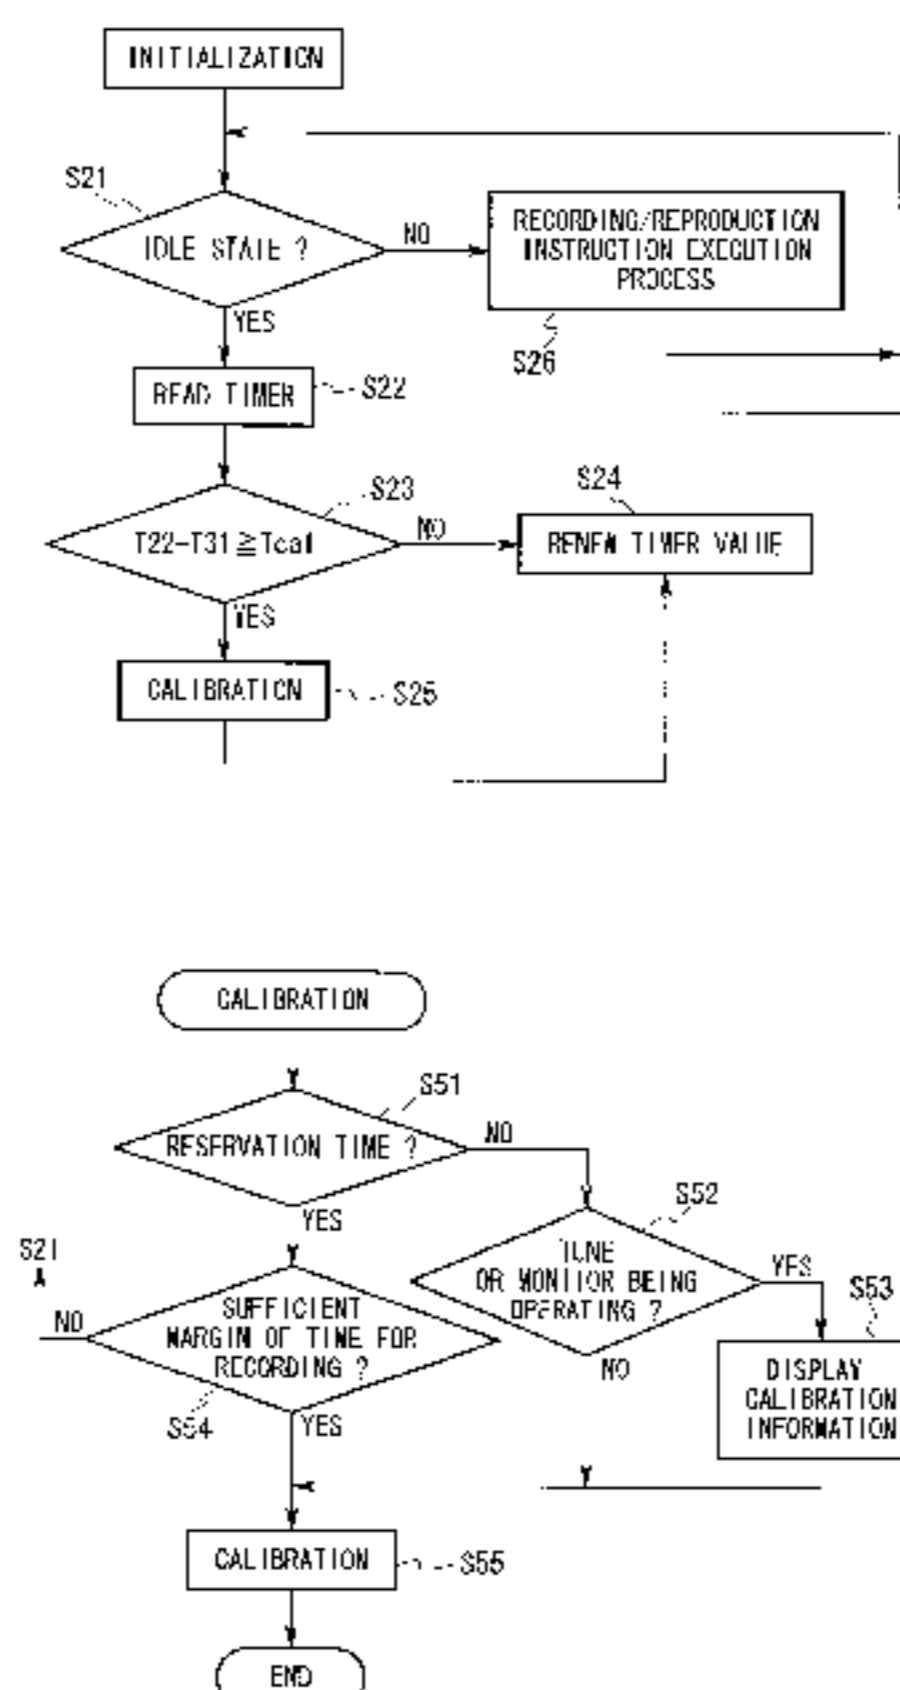 INITIALIZATION
S21
IDLE STATE ?
NO
RECORDING/REPRODUCTION
INSTRUCTION EXECUTION
PROCESS
S26
YES
READ TIMER
S22
S23
T22-T31≧Tcal
NO
S24
RENEW TIMER VALUE
YES
CALIBRATION
S25
CALIBRATION
S51
RESERVATION TIME ?
NO
YES
S52
TUNE
OR MONITOR BEING
OPERATING ?
YES
S53
DISPLAY
CALIBRATION
INFORMATION
NO
S21
NO
SUFFICIENT
MARGIN OF TIME FOR
RECORDING ?
S54
YES
CALIBRATION
S55
END